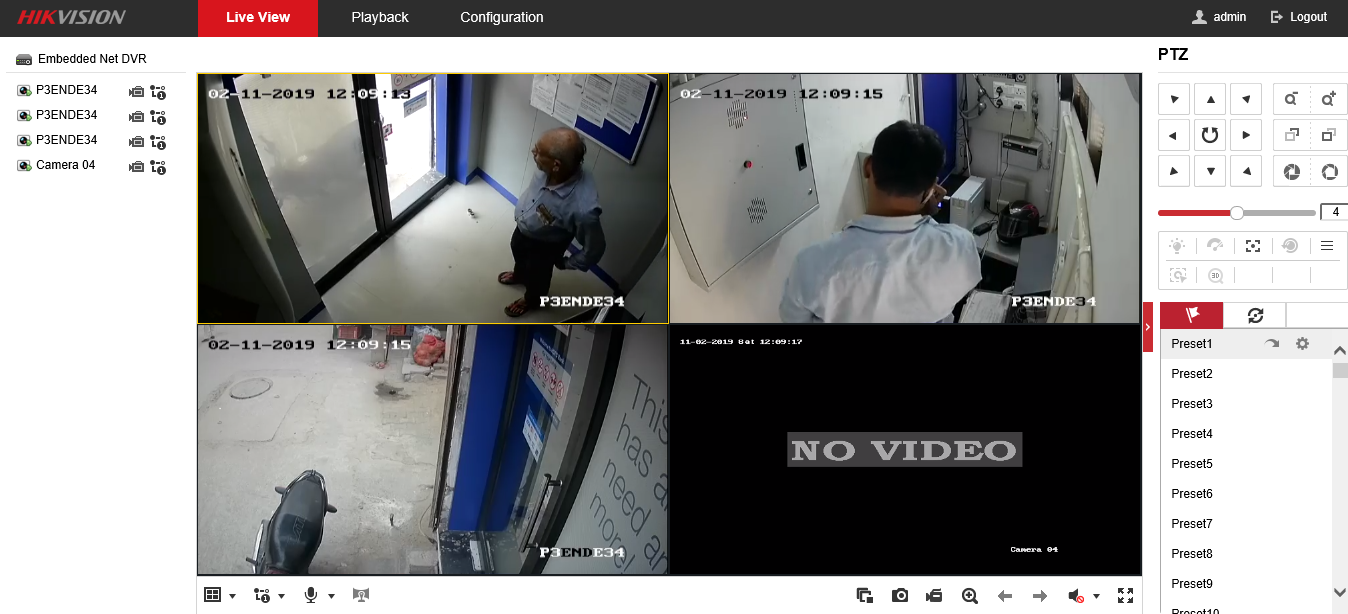 HIKVISION
Live View
Playback
Configuration
admin
Logout
Embedded Net DVR
P3ENDE34
P3ENDE34
P3ENDE34
Camera 04
02-11-2019 12:09:13
P3ENDE34
02-11-2019 12:09:15
P3ENDE34
02-11-2019 12:09:15
This
has a
need an
more!
P3ENDE34
11-02-2019 Sat 12:09:17
NO VIDEO
Camera 04
PTZ
4
3D
Preset1
Preset2
Preset3
Preset4
Preset5
Preset6
Preset7
Preset8
Preset9
Preset10